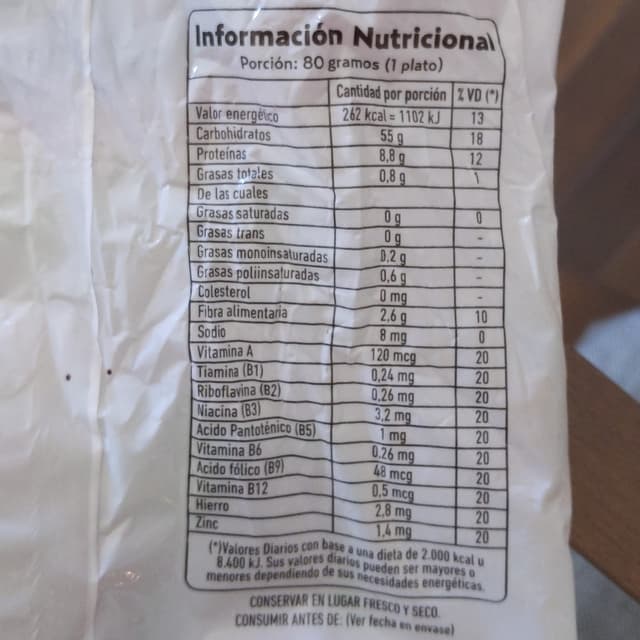 Información Nutricional
Porción: 80 gramos (1 plato)
Cantidad por porción % VD (*)
Valor energético 262 kcal = 1102 kJ 13
Carbohidratos 55 g 18
Proteínas 8,8 g 12
Grasas totales 0,8 g 1
De las cuales
Grasas saturadas 0 g 0
Grasas trans 0 g -
Grasas monoinsaturadas 0,2 g -
Grasas poliinsaturadas 0,6 g -
Colesterol 0 mg -
Fibra alimentaria 2,6 g 10
Sodio 8 mg 0
Vitamina A 120 mcg 20
Tiamina (B1) 0,24 mg 20
Riboflavina (B2) 0,26 mg 20
Niacina (B3) 3,2 mg 20
Acido Pantoténico (B5) 1 mg 20
Vitamina B6 0,26 mg 20
Acido fólico (B9) 48 mcg 20
Vitamina B12 0,5 mcg 20
Hierro 2,8 mg 20
Zinc 1,4 mg 20
(*)Valores Diarios con base a una dieta de 2.000 kcal u
8.400 kJ. Sus valores diarios pueden ser mayores o
menores dependiendo de sus necesidades energéticas.
CONSERVAR EN LUGAR FRESCO Y SECO.
CONSUMIR ANTES DE: (Ver fecha en envase)